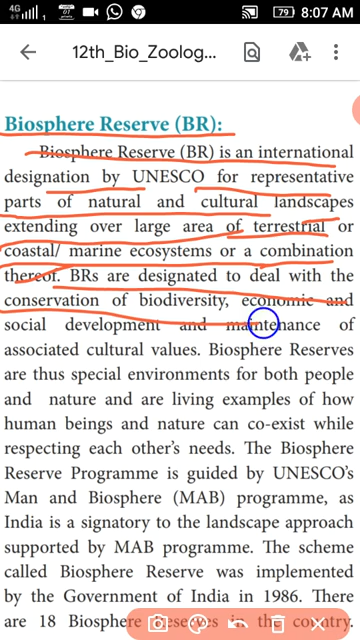 4G 79 8:07 AM
12th_Bio_Zoolog...
Biosphere Reserve (BR):
Biosphere Reserve (BR) is an international
designation by UNESCO for representative
parts of natural and cultural landscapes
extending over large area of terrestrial or
coastal/ marine ecosystems or a combination
thereof. BRs are designated to deal with the
conservation of biodiversity, economic and
social development and maintenance of
associated cultural values. Biosphere Reserves
are thus special environments for both people
and nature and are living examples of how
human beings and nature can co-exist while
respecting each other's needs. The Biosphere
Reserve Programme is guided by UNESCO's
Man and Biosphere (MAB) programme, as
India is a signatory to the landscape approach
supported by MAB programme. The scheme
called Biosphere Reserve was implemented
by the Government of India in 1986. There
are 18 Biosphere Reserves in the country.